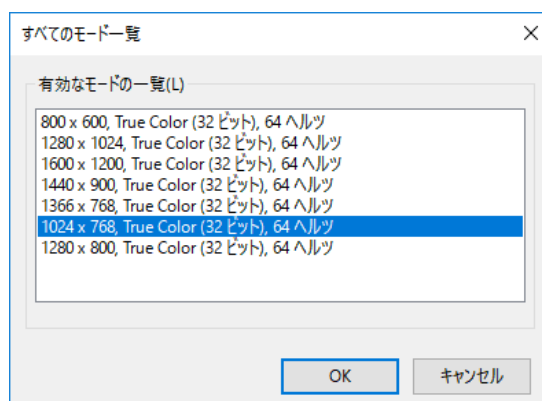 すべてのモード一覧
有効なモードの一覧(L)
800 x 600, True Color (32 ビット), 64 ヘルツ
1280 x 1024, True Color (32 ビット), 64 ヘルツ
1600 x 1200, True Color (32 ビット), 64 ヘルツ
1440 x 900, True Color (32 ビット), 64 ヘルツ
1366 x 768, True Color (32 ビット), 64 ヘルツ
1024 x 768, True Color (32 ビット), 64 ヘルツ
1280 x 800, True Color (32 ビット), 64 ヘルツ
OK キャンセル